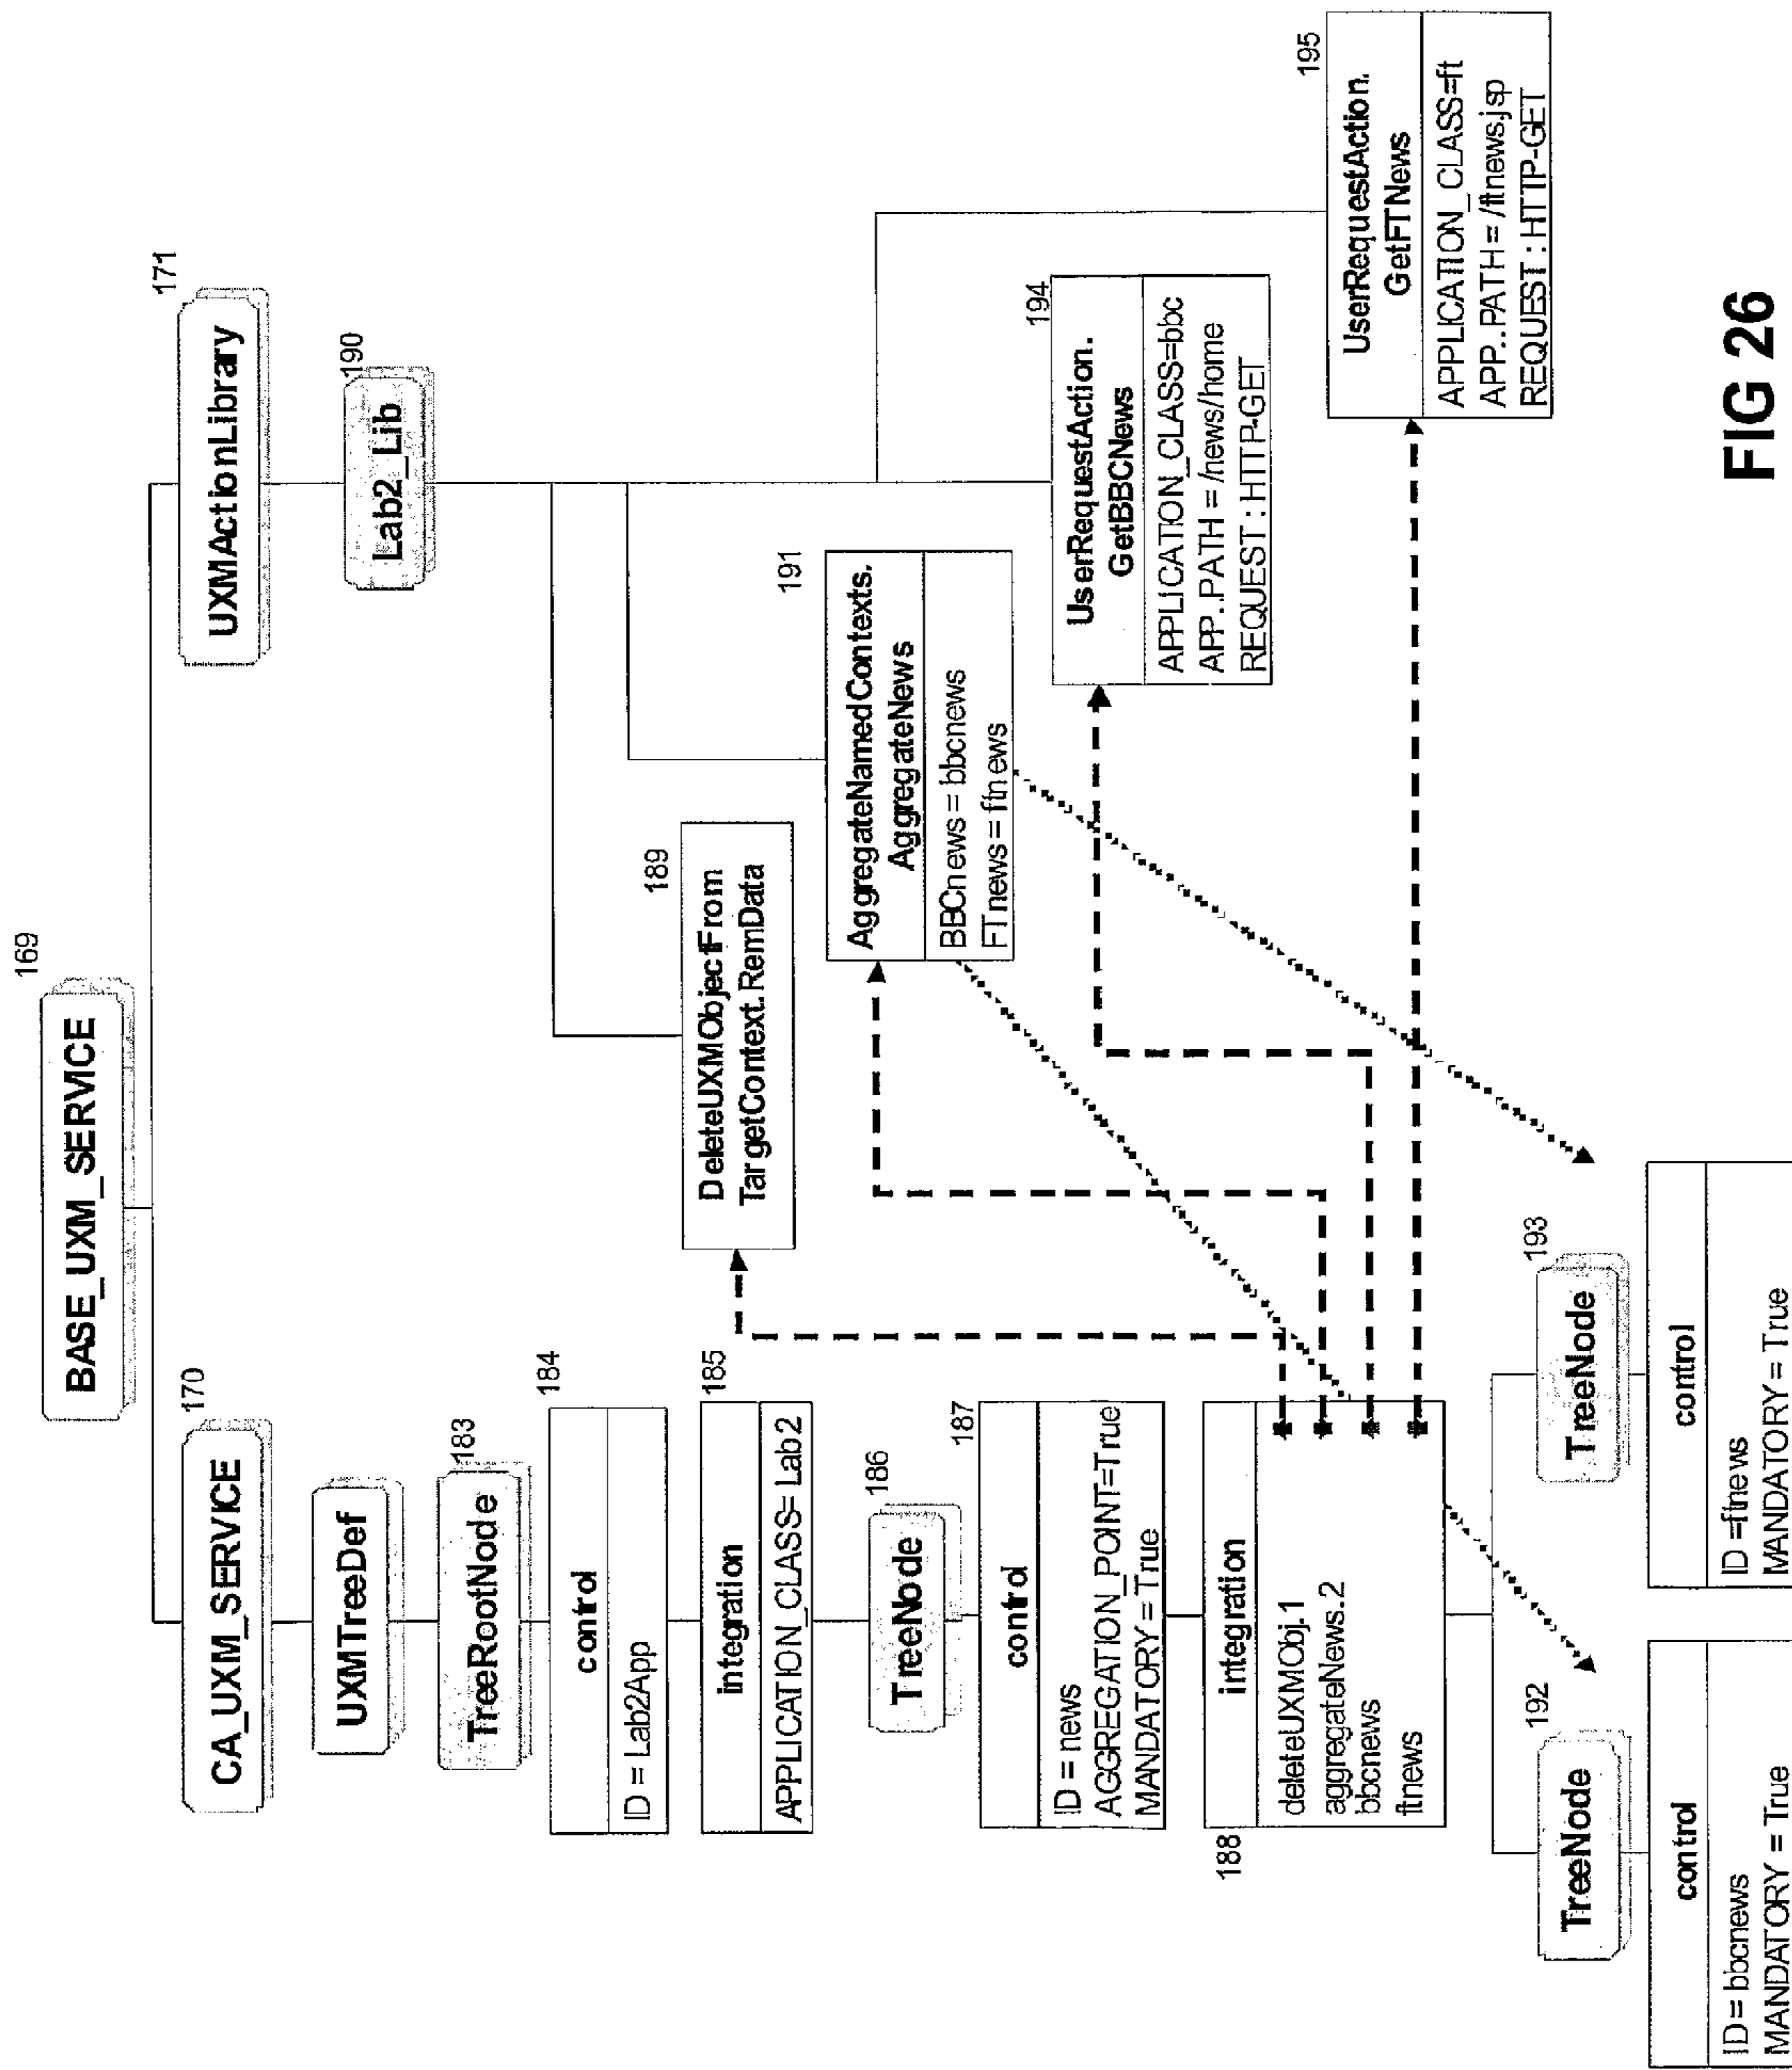 169
BASE_UXM_SERVICE
170
CA_UXM_SERVICE
171
UXMActionLibrary
UXMTreeDef
190
Lab2_Lib
183
TreeRootNode
184
control
ID = Lab2App
185
integration
APPLICATION_CLASS= Lab2
186
TreeNode
187
control
ID = news
AGGREGATION_POINT=True
MANDATORY = True
188
integration
deleteUXMObj.1
aggregateNews.2
bbcnews
ftnews
189
DeleteUXMObjectFrom
TargetContext.RemData
191
AggregateNamedContexts.
AggregateNews
BBCnews = bbcnews
FTnews = ftnews
194
UserRequestAction.
GetBBCNews
APPLICATION_CLASS=bbc
APP..PATH = /news/home
REQUEST : HTTP-GET
195
UserRequestAction.
GetFTNews
APPLICATION_CLASS=ft
APP..PATH = /ftnews.jsp
REQUEST : HTTP-GET
192
TreeNode
control
ID = bbcnews
MANDATORY = True
193
TreeNode
control
ID =ftnews
MANDATORY = True
FIG 26